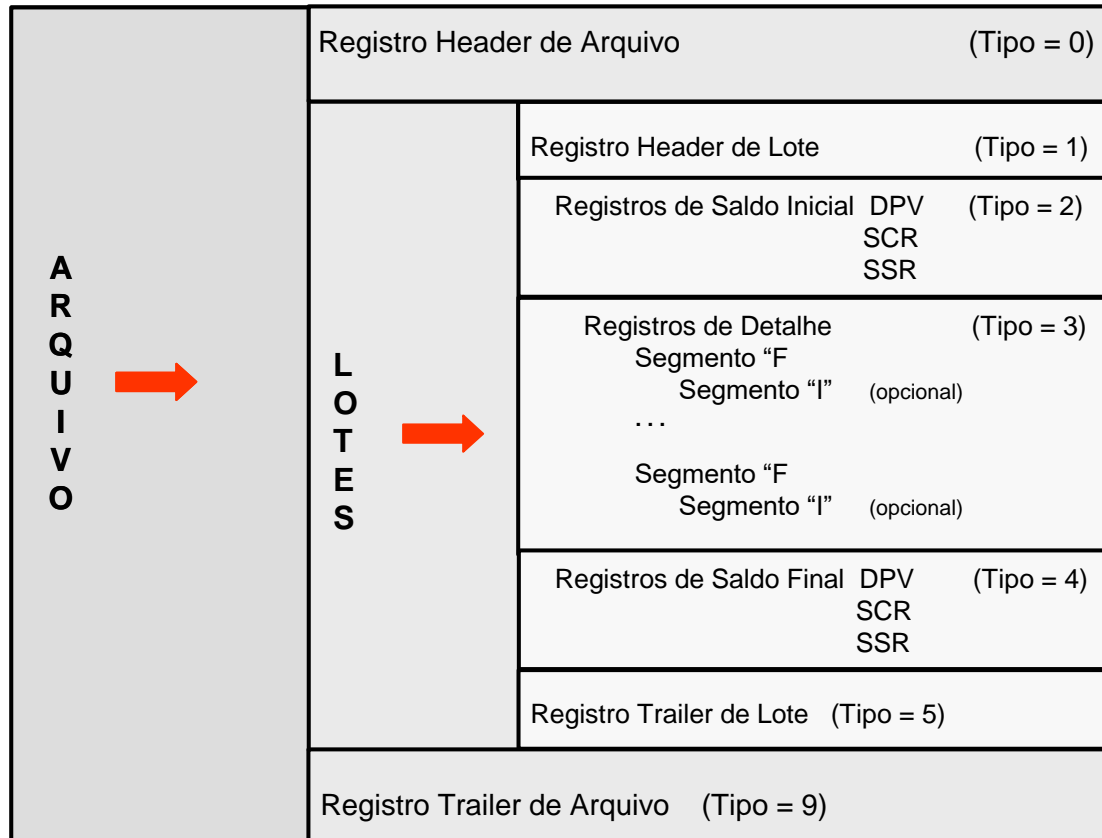 Registro Header de Arquivo (Tipo = 0)
ARQUIVO
LOTES
Registro Header de Lote (Tipo = 1)
Registros de Saldo Inicial DPV (Tipo = 2)
SCR
SSR
Registros de Detalhe (Tipo = 3)
Segmento “F
Segmento “I” (opcional)
...
Segmento “F
Segmento “I” (opcional)
Registros de Saldo Final DPV (Tipo = 4)
SCR
SSR
Registro Trailer de Lote (Tipo = 5)
Registro Trailer de Arquivo (Tipo = 9)